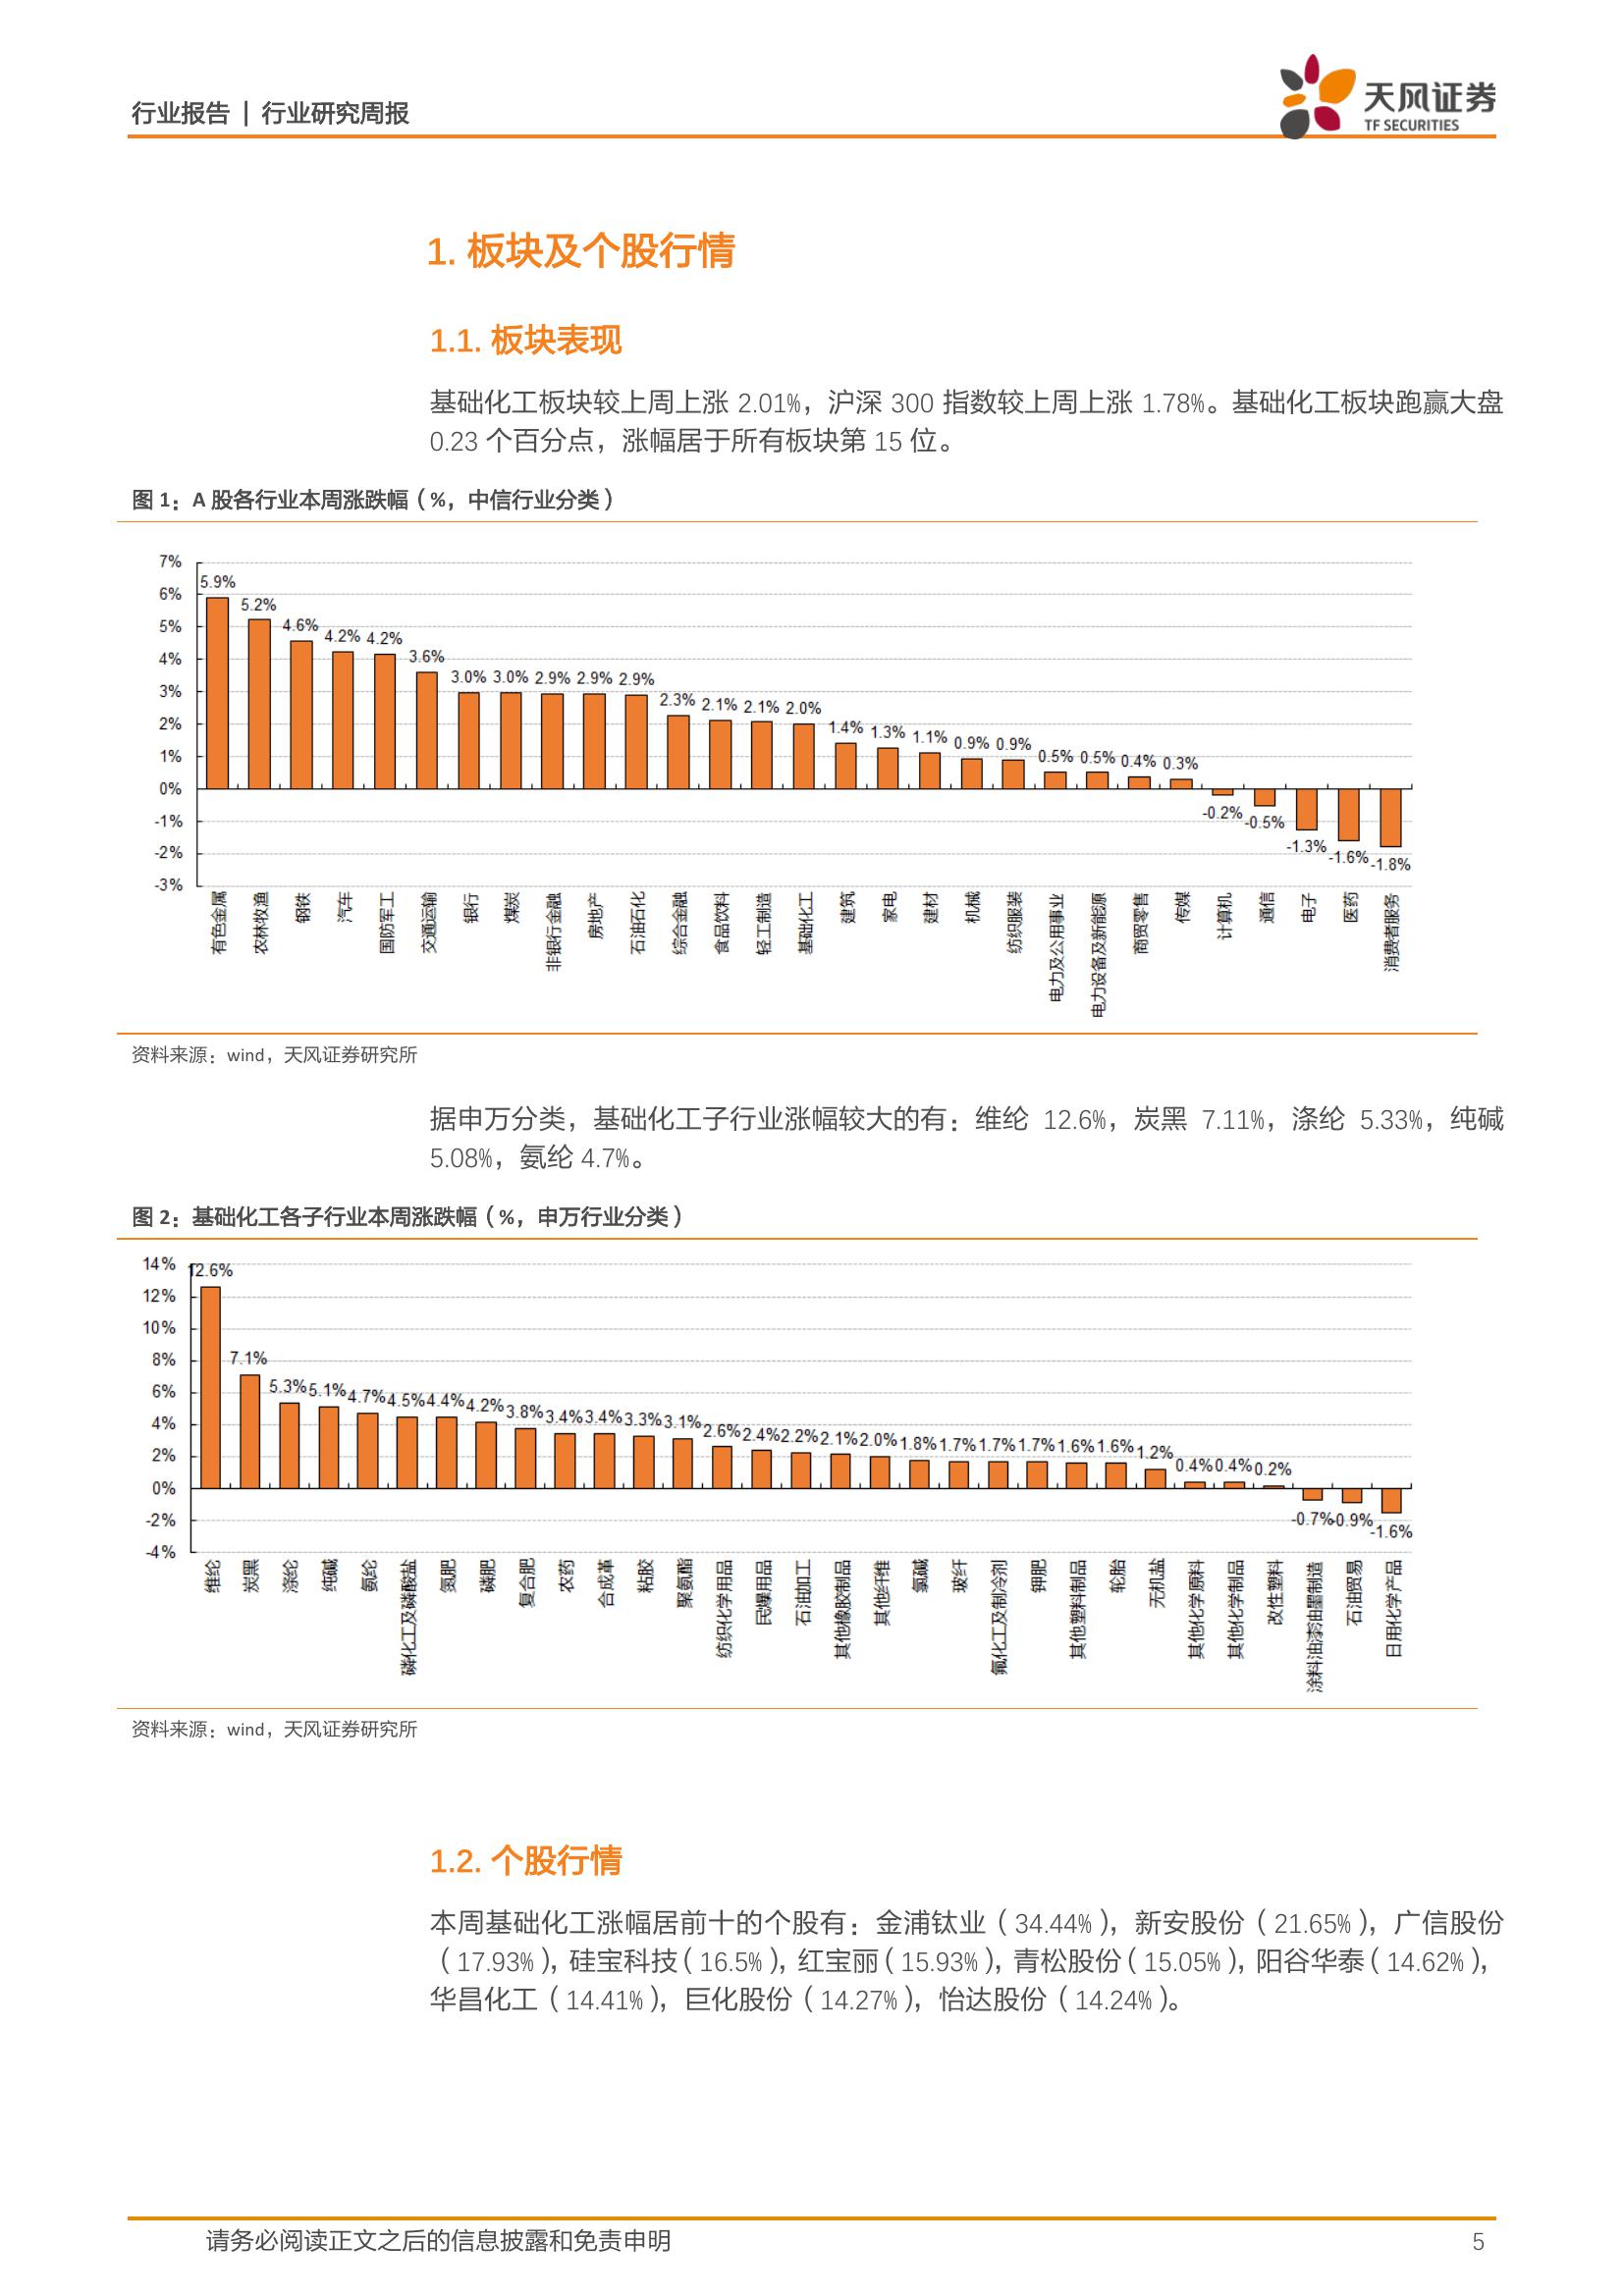 行业报告 | 行业研究周报
天风证券
TF SECURITIES
1. 板块及个股行情
1.1. 板块表现
基础化工板块较上周上涨 2.01%，沪深 300 指数较上周上涨 1.78%。基础化工板块跑赢大盘
0.23 个百分点，涨幅居于所有板块第 15 位。
图 1：A 股各行业本周涨跌幅（%，中信行业分类）
7%
6%
5%
4%
3%
2%
1%
0%
-1%
-2%
-3%
5.9% 5.2% 4.6% 4.2% 4.2% 3.6% 3.0% 3.0% 2.9% 2.9% 2.9% 2.3% 2.1% 2.1% 2.0% 1.4% 1.3% 1.1% 0.9% 0.9% 0.5% 0.5% 0.4% 0.3% -0.2% -0.5% -1.3% -1.6% -1.8%
有色金属 农林牧渔 钢铁 汽车 国防军工 交通运输 银行 煤炭 非银行金融 房地产 石油石化 综合金融 食品饮料 轻工制造 基础化工 建筑 家电 建材 机械 纺织服装 电力及公用事业 电力设备及新能源 商贸零售 传媒 计算机 通信 电子 医药 消费者服务
资料来源：wind，天风证券研究所
据申万分类，基础化工子行业涨幅较大的有：维纶 12.6%，炭黑 7.11%，涤纶 5.33%，纯碱
5.08%，氨纶 4.7%。
图 2：基础化工各子行业本周涨跌幅（%，申万行业分类）
14%
12%
10%
8%
6%
4%
2%
0%
-2%
-4%
12.6% 7.1% 5.3% 5.1% 4.7% 4.5% 4.4% 4.2% 3.8% 3.4% 3.4% 3.3% 3.1% 2.6% 2.4% 2.2% 2.1% 2.0% 1.8% 1.7% 1.7% 1.7% 1.6% 1.6% 1.2% 0.4% 0.4% 0.2% -0.7% -0.9% -1.6%
维纶 炭黑 涤纶 纯碱 氨纶 磷化工及磷酸盐 氮肥 磷肥 复合肥 农药 合成革 粘胶 聚氨酯 纺织化学用品 民爆用品 石油加工 其他橡胶制品 其他纤维 氯碱 玻纤 氟化工及制冷剂 钾肥 其他塑料制品 轮胎 无机盐 其他化学原料 其他化学制品 改性塑料 涂料油漆油墨制造 石油贸易 日用化学产品
资料来源：wind，天风证券研究所
1.2. 个股行情
本周基础化工涨幅居前十的个股有：金浦钛业（34.44%），新安股份（21.65%），广信股份
（17.93%），硅宝科技（16.5%），红宝丽（15.93%），青松股份（15.05%），阳谷华泰（14.62%），
华昌化工（14.41%），巨化股份（14.27%），怡达股份（14.24%）。
请务必阅读正文之后的信息披露和免责申明
5